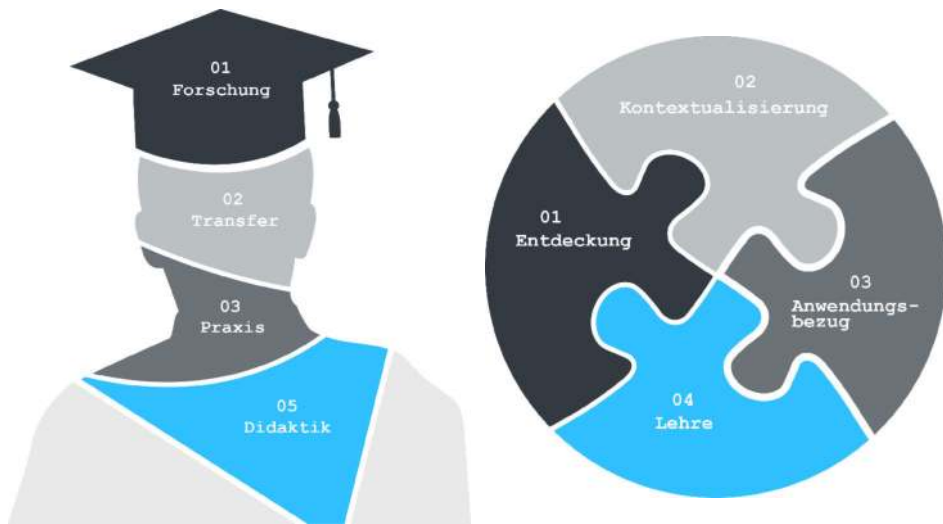 01
Forschung
02
Transfer
03
Praxis
05
Didaktik
02
Kontextualisierung
01
Entdeckung
03
Anwendungs-
bezug
04
Lehre